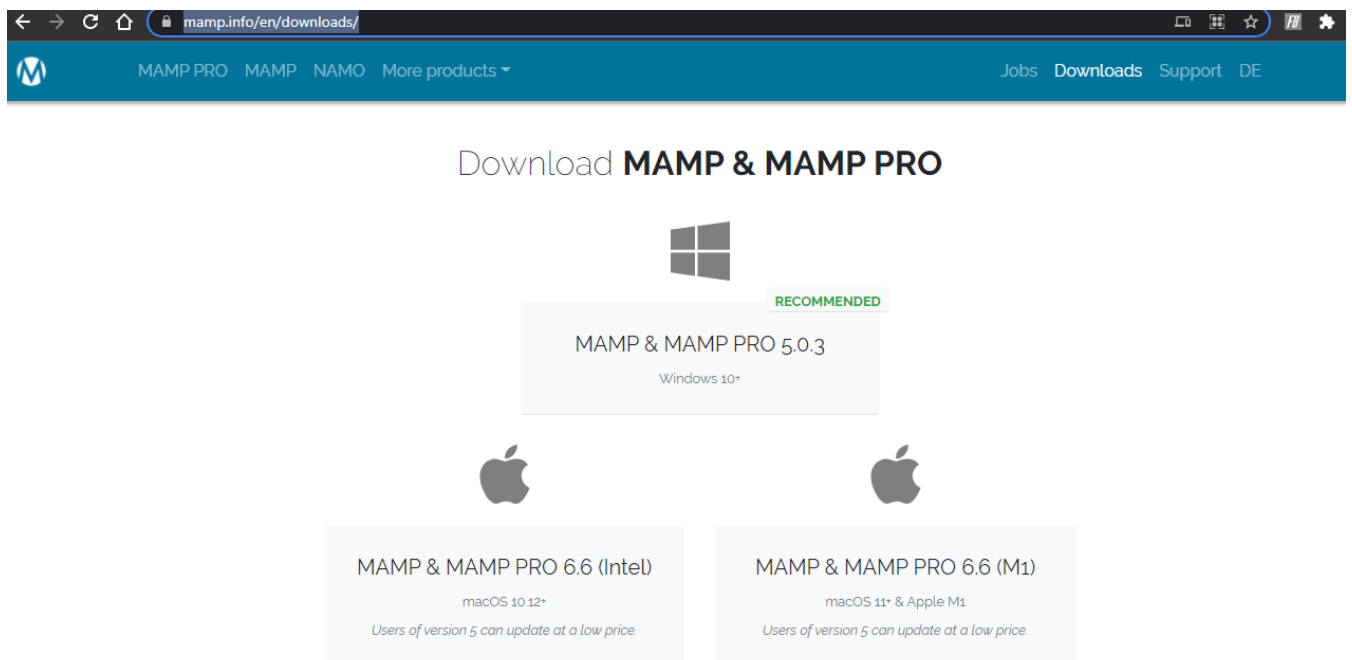 mamp.info/en/downloads/
MAMP PRO MAMP NAMO More products Jobs Downloads Support DE
Download MAMP & MAMP PRO
RECOMMENDED
MAMP & MAMP PRO 5.0.3
Windows 10+
MAMP & MAMP PRO 6.6 (Intel)
macOS 10.12+
Users of version 5 can update at a low price.
MAMP & MAMP PRO 6.6 (M1)
macOS 11+ & Apple M1
Users of version 5 can update at a low price.